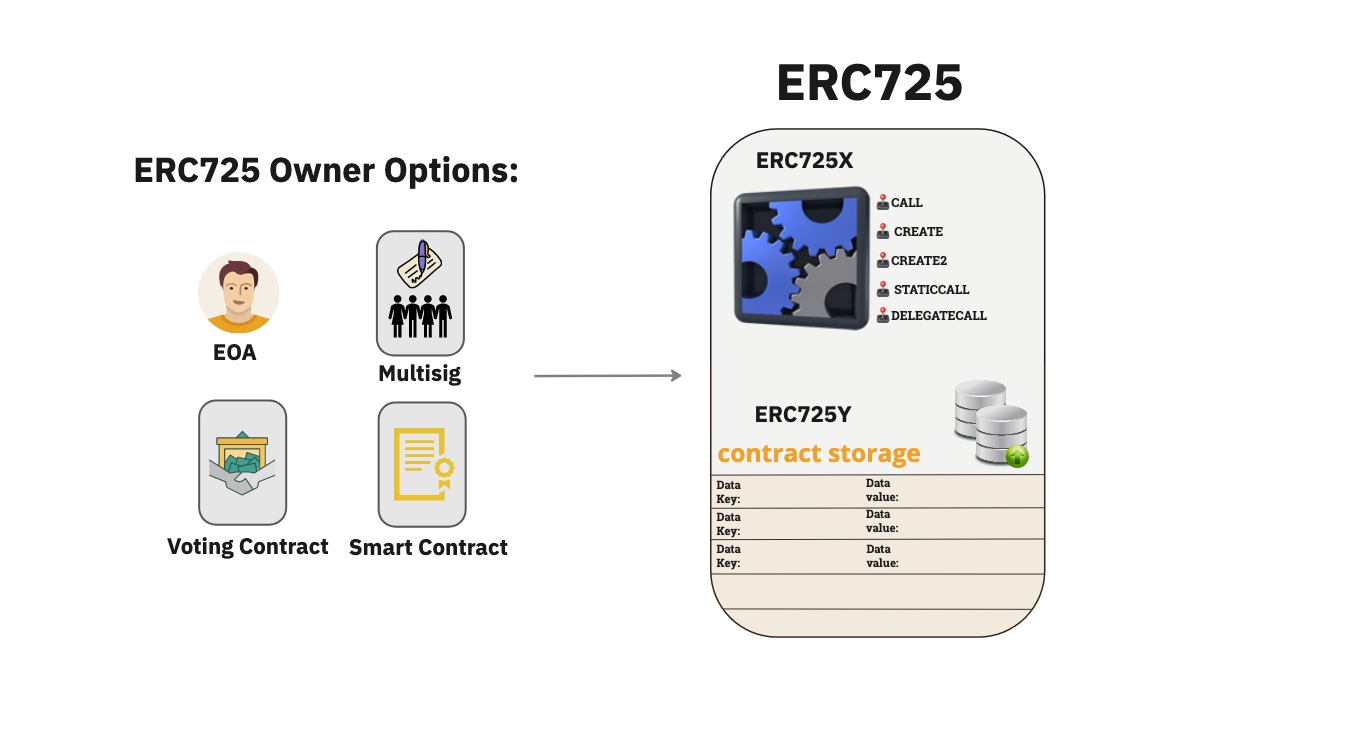 ERC725
ERC725 Owner Options:
EOA
Multisig
Voting Contract
Smart Contract
ERC725X
CALL
CREATE
CREATE2
STATICCALL
DELEGATECALL
ERC725Y
contract storage
Data
Key:
Data
value:
Data
Key:
Data
value:
Data
Key:
Data
value: